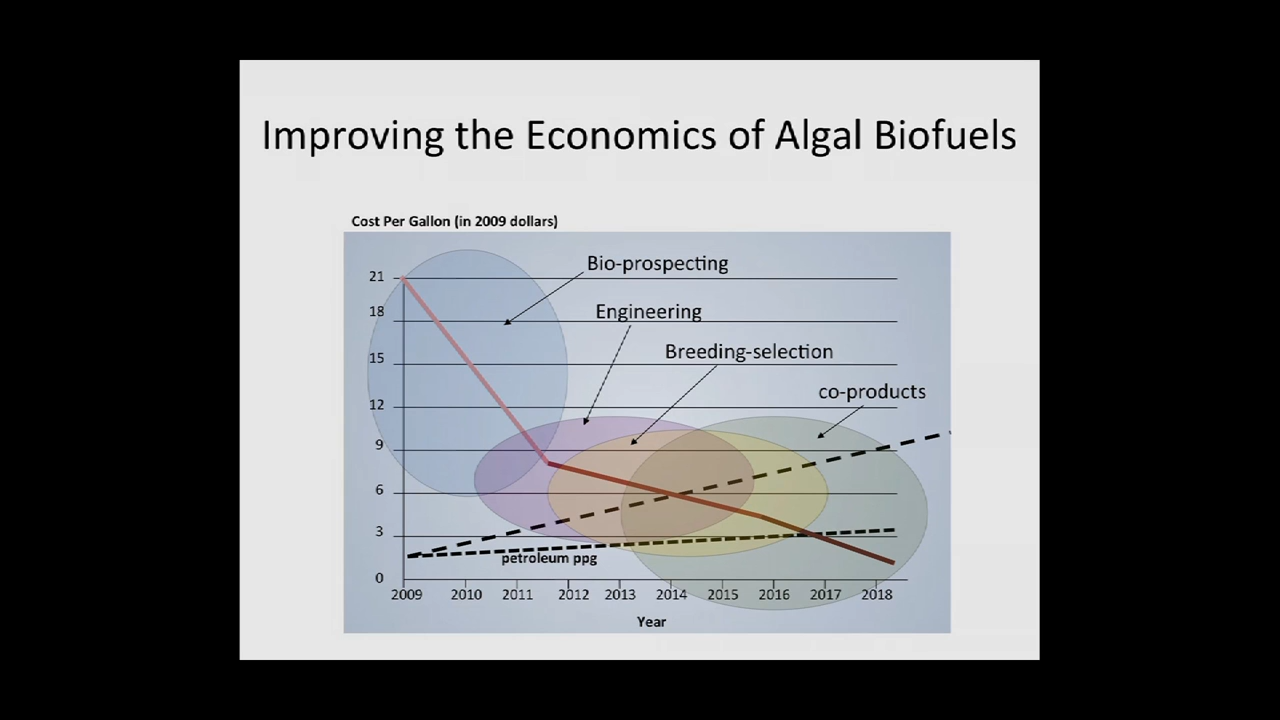 Improving the Economics of Algal Biofuels
Cost Per Gallon (in 2009 dollars)
Bio-prospecting
21
Engineering
18
Breeding-selection
15
co-products
12
9
6
3
petroleum ppg
0
2009 2010 2011 2012 2013 2014 2015 2016 2017 2018
Year